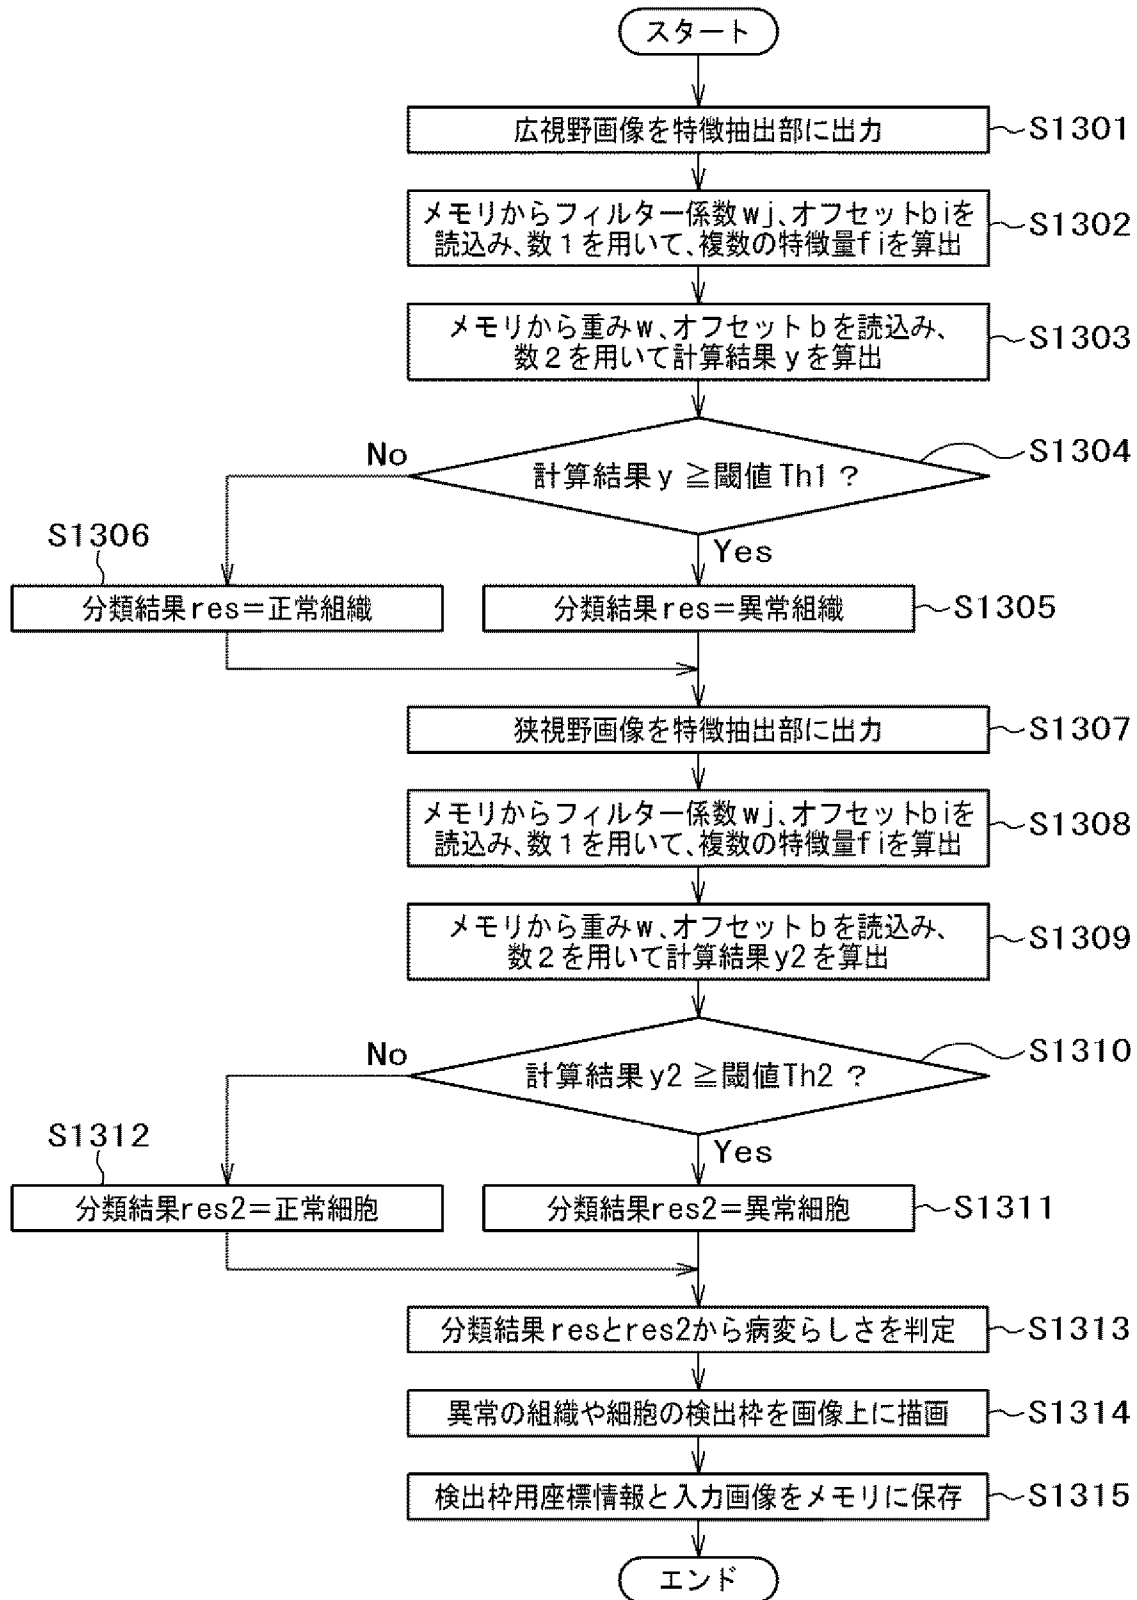 スタート
広視野画像を特徴抽出部に出力
S1301
メモリからフィルター係数wj、オフセットbiを
読込み、数1を用いて、複数の特徴量fiを算出
S1302
メモリから重みw、オフセットbを読込み、
数2を用いて計算結果yを算出
S1303
計算結果y≧閾値Th1?
S1304
No
Yes
S1306
分類結果res=正常組織
分類結果res=異常組織
S1305
狭視野画像を特徴抽出部に出力
S1307
メモリからフィルター係数wj、オフセットbiを
読込み、数1を用いて、複数の特徴量fiを算出
S1308
メモリから重みw、オフセットbを読込み、
数2を用いて計算結果y2を算出
S1309
計算結果y2≧閾値Th2?
S1310
No
Yes
S1312
分類結果res2=正常細胞
分類結果res2=異常細胞
S1311
分類結果resとres2から病変らしさを判定
S1313
異常の組織や細胞の検出枠を画像上に描画
S1314
検出枠用座標情報と入力画像をメモリに保存
S1315
エンド